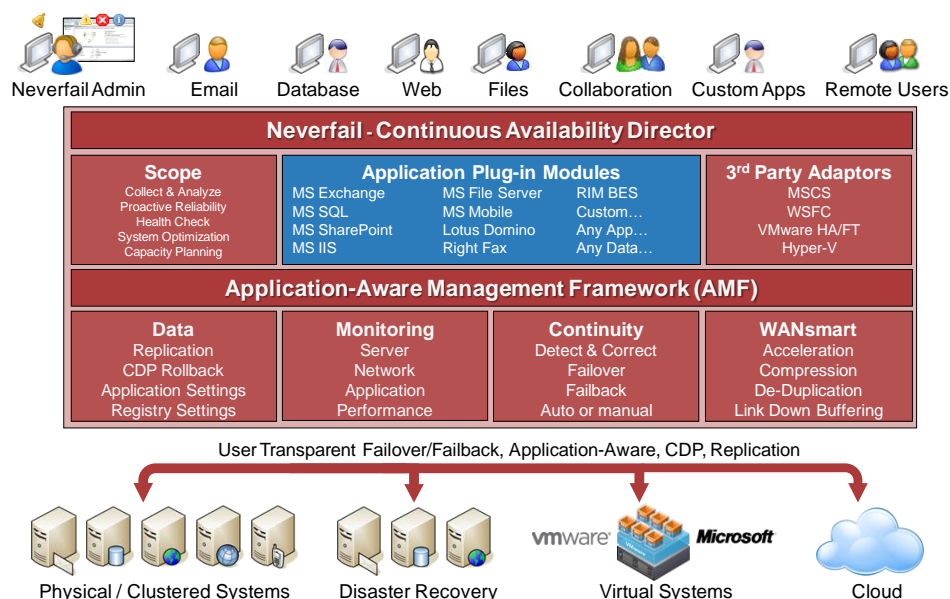 Neverfail Admin Email Database Web Files Collaboration Custom Apps Remote Users
Neverfail - Continuous Availability Director
Scope
Collect & Analyze
Proactive Reliability
Health Check
System Optimization
Capacity Planning
Application Plug-in Modules
MS Exchange MS File Server RIM BES
MS SQL MS Mobile Custom…
MS SharePoint Lotus Domino Any App…
MS IIS Right Fax Any Data…
3rd Party Adaptors
MSCS
WSFC
VMware HA/FT
Hyper-V
Application-Aware Management Framework (AMF)
Data
Replication
CDP Rollback
Application Settings
Registry Settings
Monitoring
Server
Network
Application
Performance
Continuity
Detect & Correct
Failover
Failback
Auto or manual
WANsmart
Acceleration
Compression
De-Duplication
Link Down Buffering
User Transparent Failover/Failback, Application-Aware, CDP, Replication
vmware Microsoft
Physical / Clustered Systems Disaster Recovery Virtual Systems Cloud